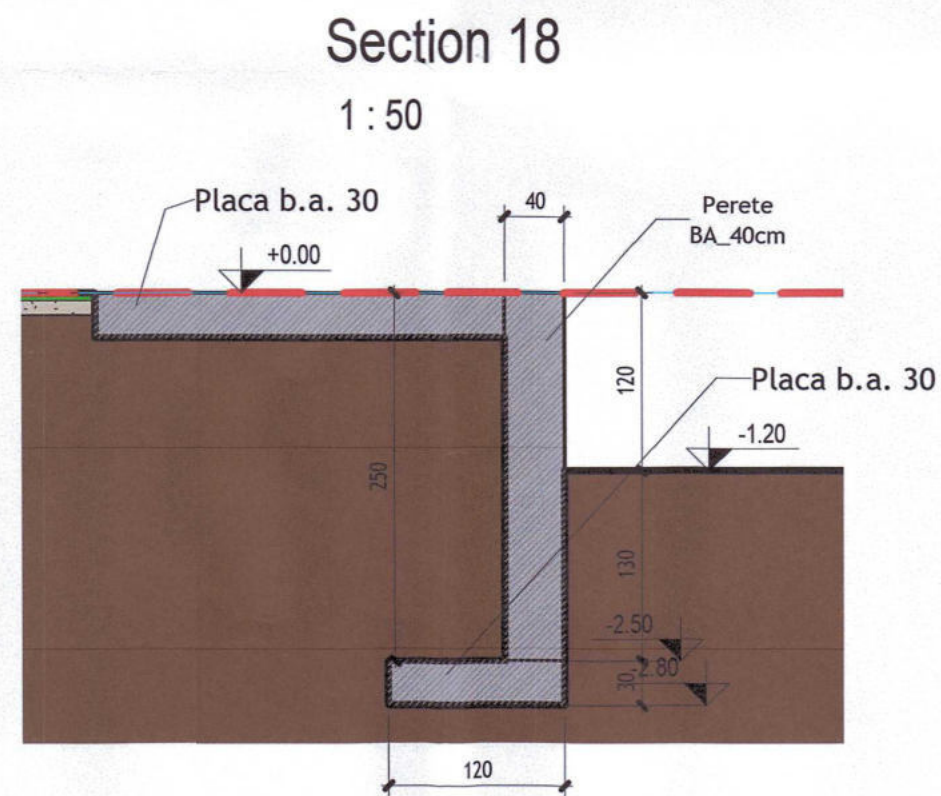 Section 18
1 : 50
Placa b.a. 30
40
Perete
BA_40cm
+0.00
120
Placa b.a. 30
-1.20
250
130
-2.50
30
-2.80
120